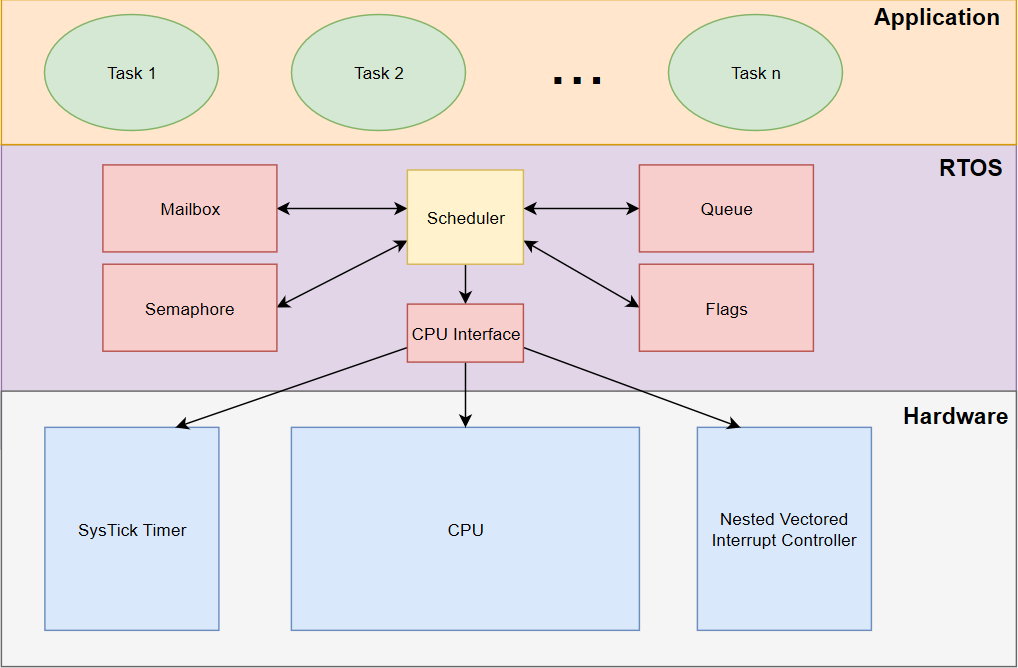 Application
Task 1
Task 2
...
Task n
RTOS
Mailbox
Scheduler
Queue
Semaphore
CPU Interface
Flags
Hardware
SysTick Timer
CPU
Nested Vectored
Interrupt Controller